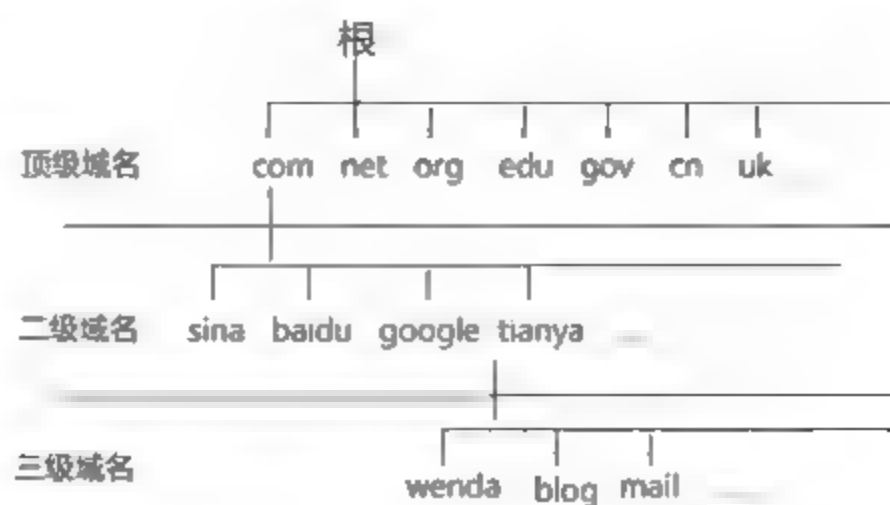 根
顶级域名 com net org edu gov cn uk
二级域名 sina baidu google tianya
三级域名 wenda blog mail